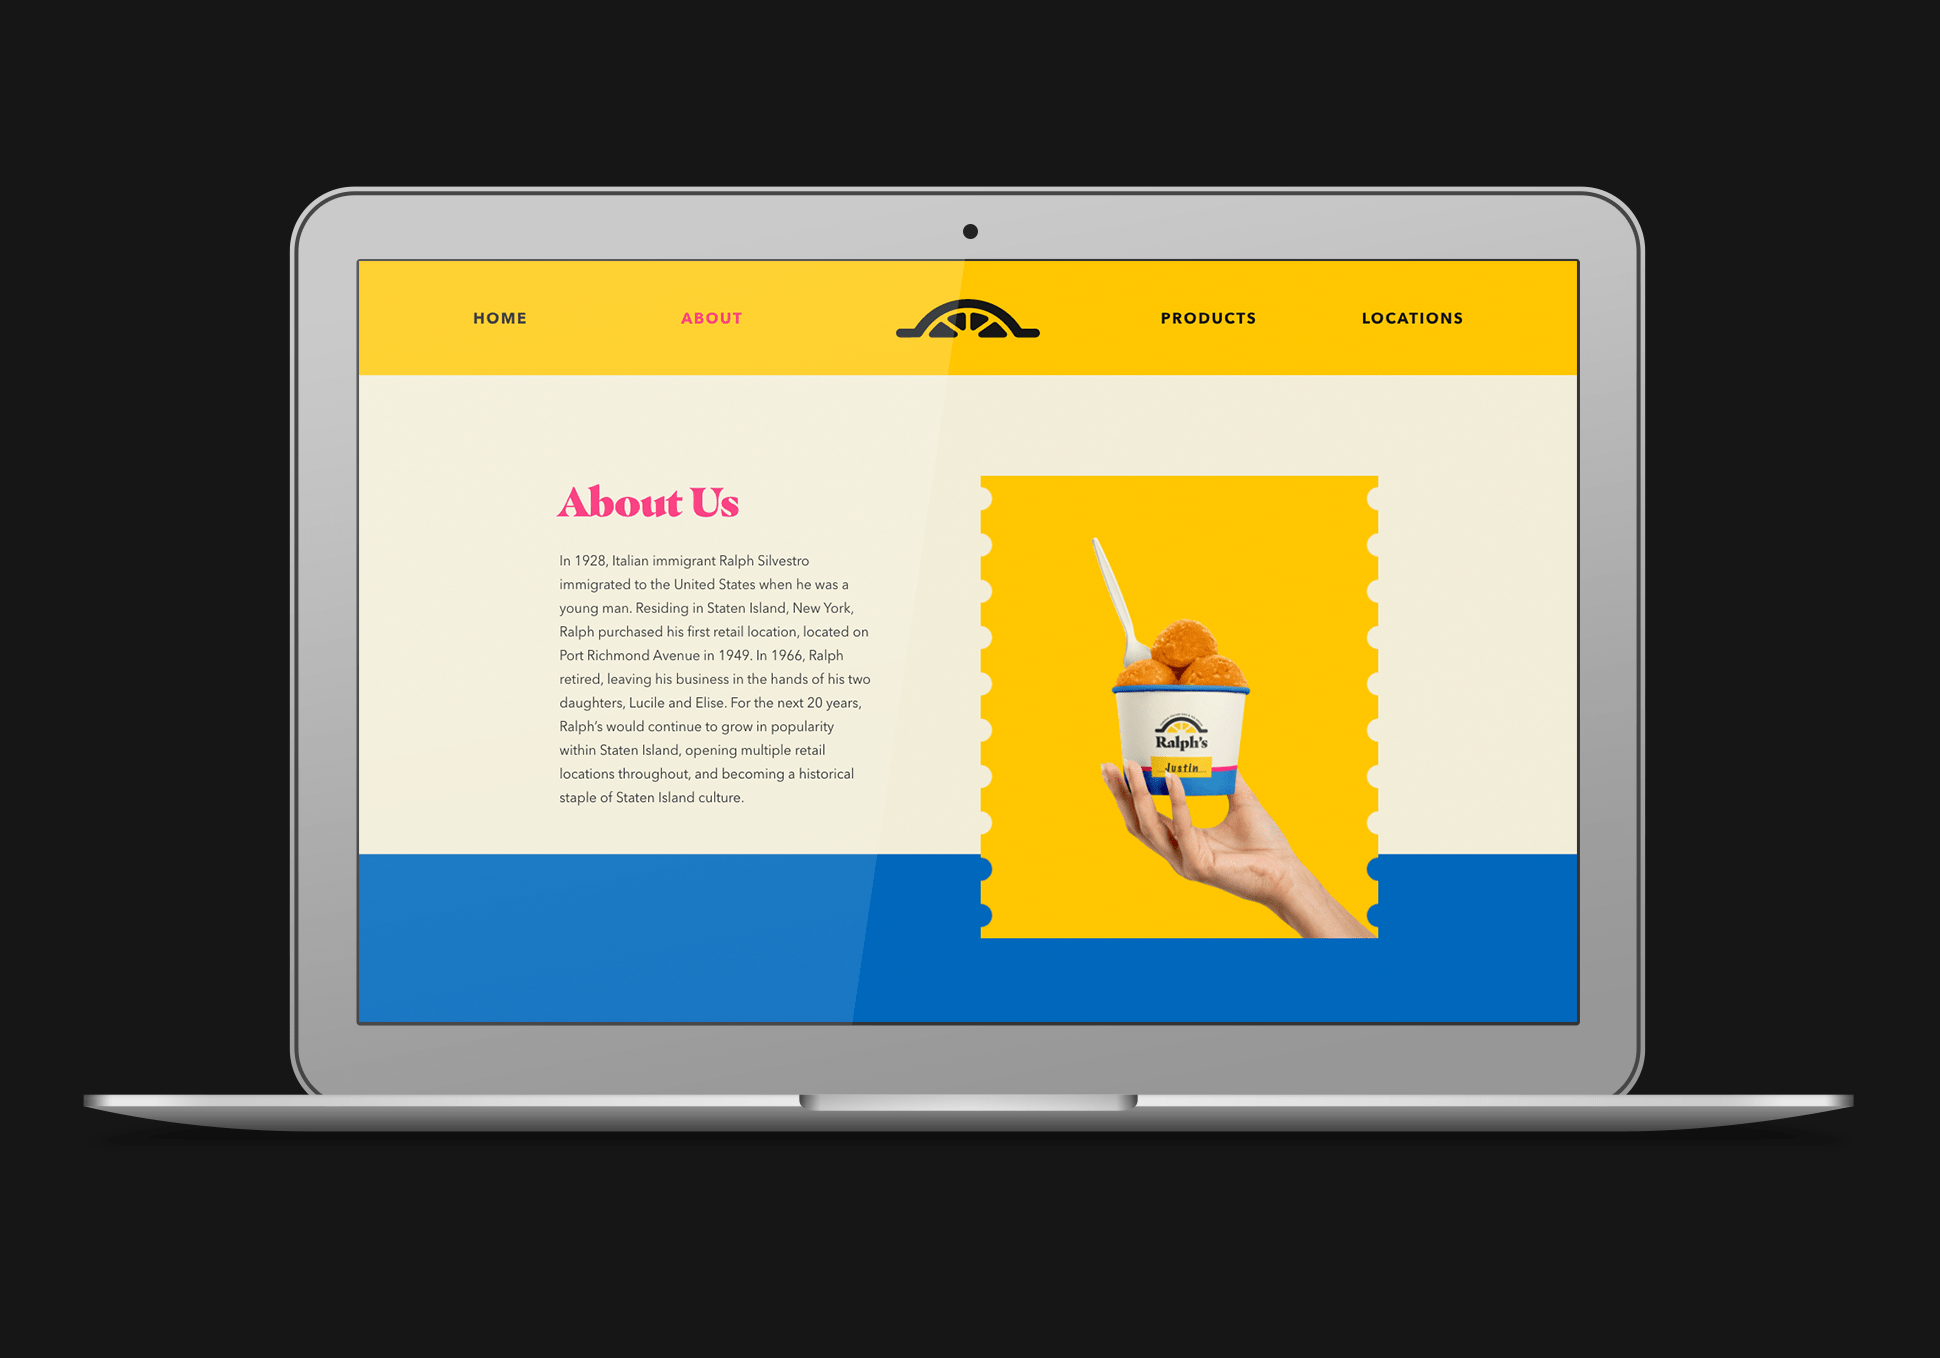 HOME ABOUT PRODUCTS LOCATIONS
About Us
In 1928, Italian immigrant Ralph Silvestro
immigrated to the United States when he was a
young man. Residing in Staten Island, New York,
Ralph purchased his first retail location, located on
Port Richmond Avenue in 1949. In 1966, Ralph
retired, leaving his business in the hands of his two
daughters, Lucile and Elise. For the next 20 years,
Ralph’s would continue to grow in popularity
within Staten Island, opening multiple retail
locations throughout, and becoming a historical
staple of Staten Island culture.
Ralph’s
Justin